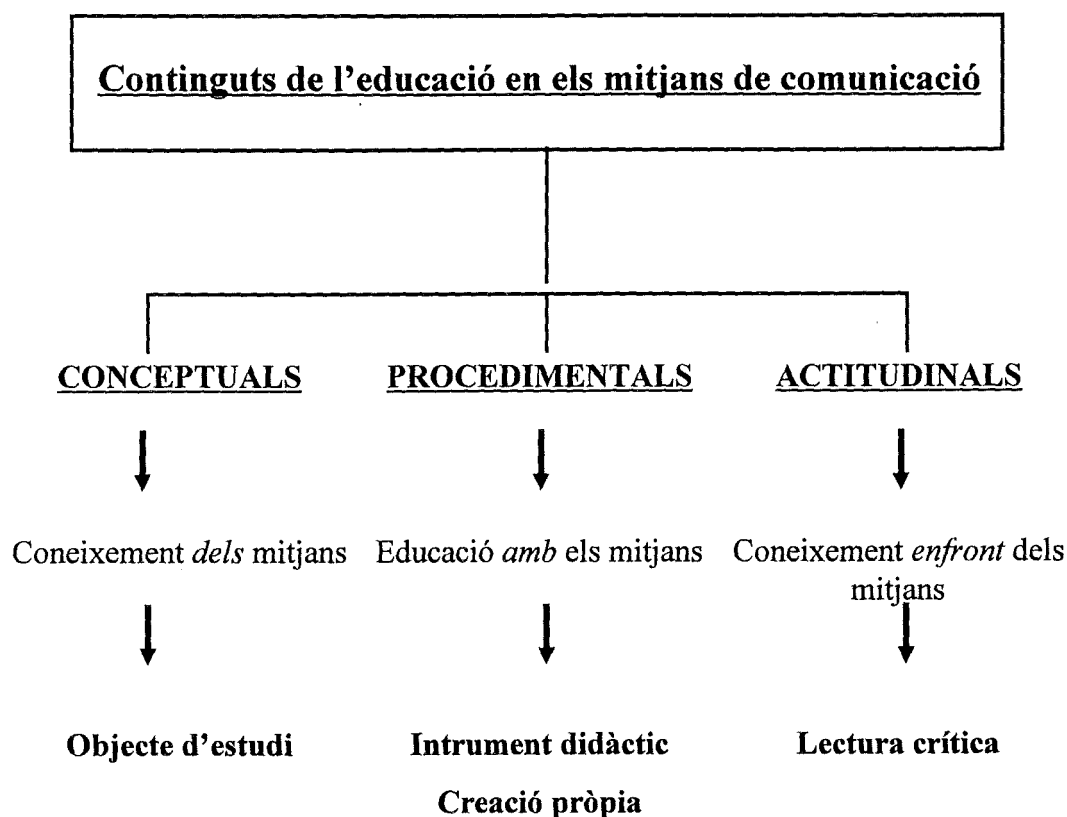 Continguts de l'educació en els mitjans de comunicació
CONCEPTUALS
PROCEDIMENTALS
ACTITUDINALS
Coneixement dels mitjans
Educació amb els mitjans
Coneixement enfront dels
mitjans
Objecte d'estudi
Intrument didàctic
Lectura crítica
Creació pròpia